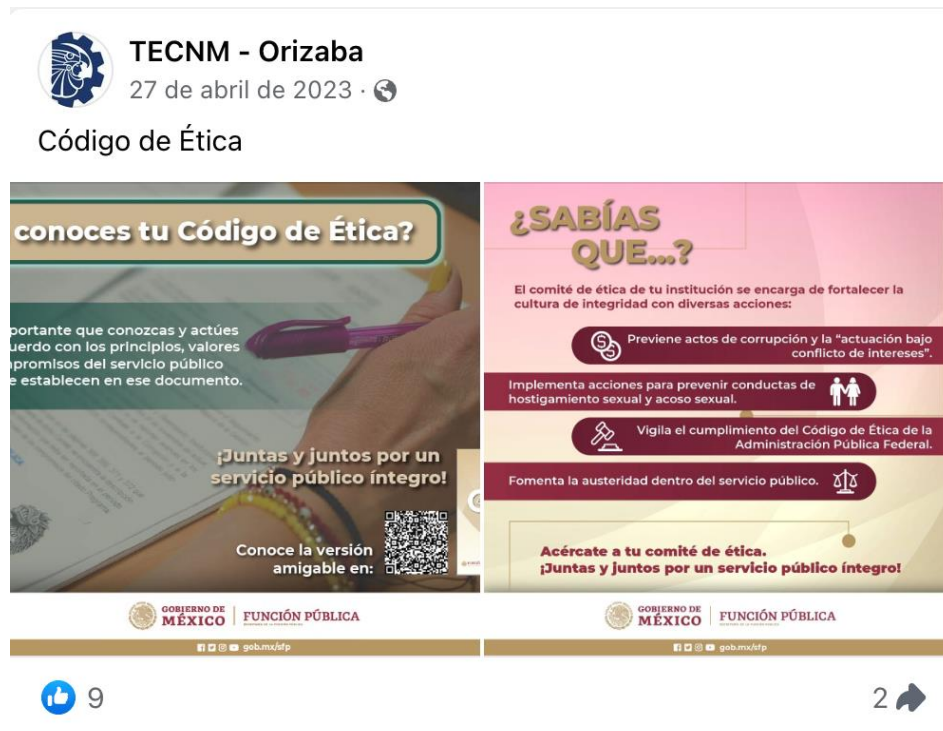 TECNM - Orizaba
27 de abril de 2023 ·
Código de Ética
conoces tu Código de Ética?
portante que conozcas y actúes
uerdo con los principios, valores
promisos del servicio público
e establecen en ese documento.
¡Juntas y juntos por un
servicio público íntegro!
Conoce la versión
amigable en:
GOBIERNO DE
MÉXICO
FUNCIÓN PÚBLICA
gob.mx/sfp
¿SABÍAS
QUE...?
El comité de ética de tu institución se encarga de fortalecer la
cultura de integridad con diversas acciones:
Previene actos de corrupción y la “actuación bajo
conflicto de intereses”.
Implementa acciones para prevenir conductas de
hostigamiento sexual y acoso sexual.
Vigila el cumplimiento del Código de Ética de la
Administración Pública Federal.
Fomenta la austeridad dentro del servicio público.
Acércate a tu comité de ética.
¡Juntas y juntos por un servicio público íntegro!
GOBIERNO DE
MÉXICO
FUNCIÓN PÚBLICA
gob.mx/sfp
9
2